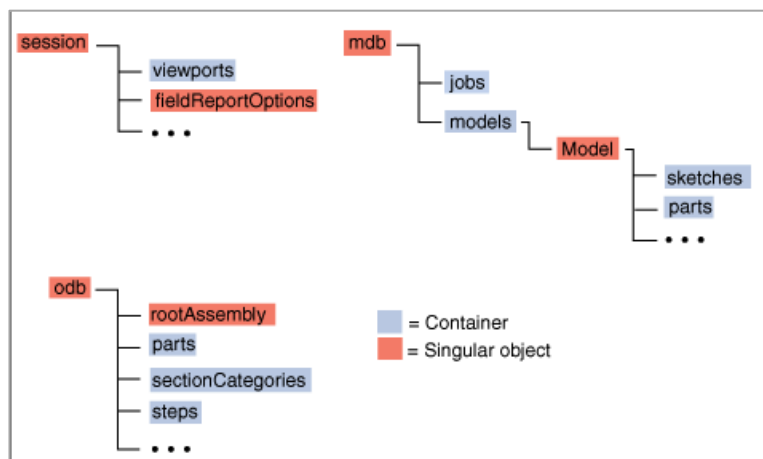 session
viewports
fieldReportOptions
• • •
mdb
jobs
models
Model
sketches
parts
• • •
odb
rootAssembly
parts
sectionCategories
steps
• • •
= Container
= Singular object